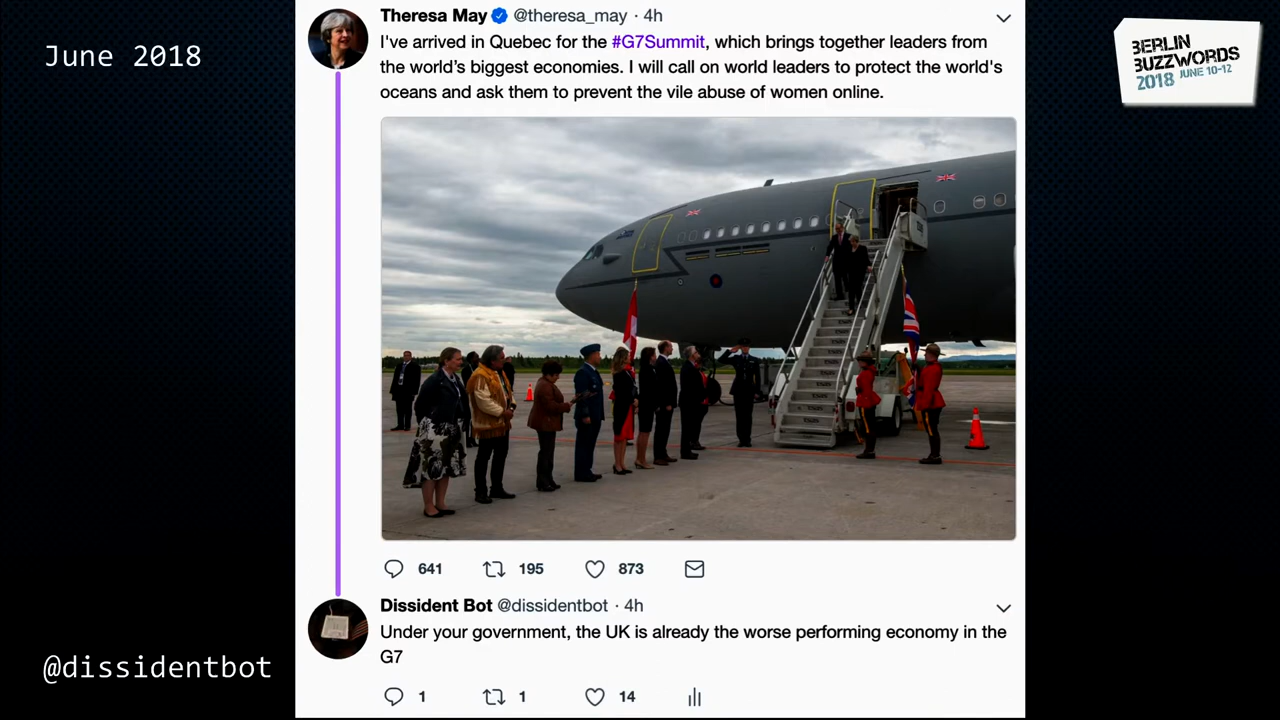 June 2018
Theresa May @theresa_may · 4h
I've arrived in Quebec for the #G7Summit, which brings together leaders from
the world's biggest economies. I will call on world leaders to protect the world's
oceans and ask them to prevent the vile abuse of women online.
641 195 873
Dissident Bot @dissidentbot · 4h
Under your government, the UK is already the worse performing economy in the
G7
1 1 14
@dissidentbot
BERLIN
BUZZWORDS
2018 JUNE 10-12